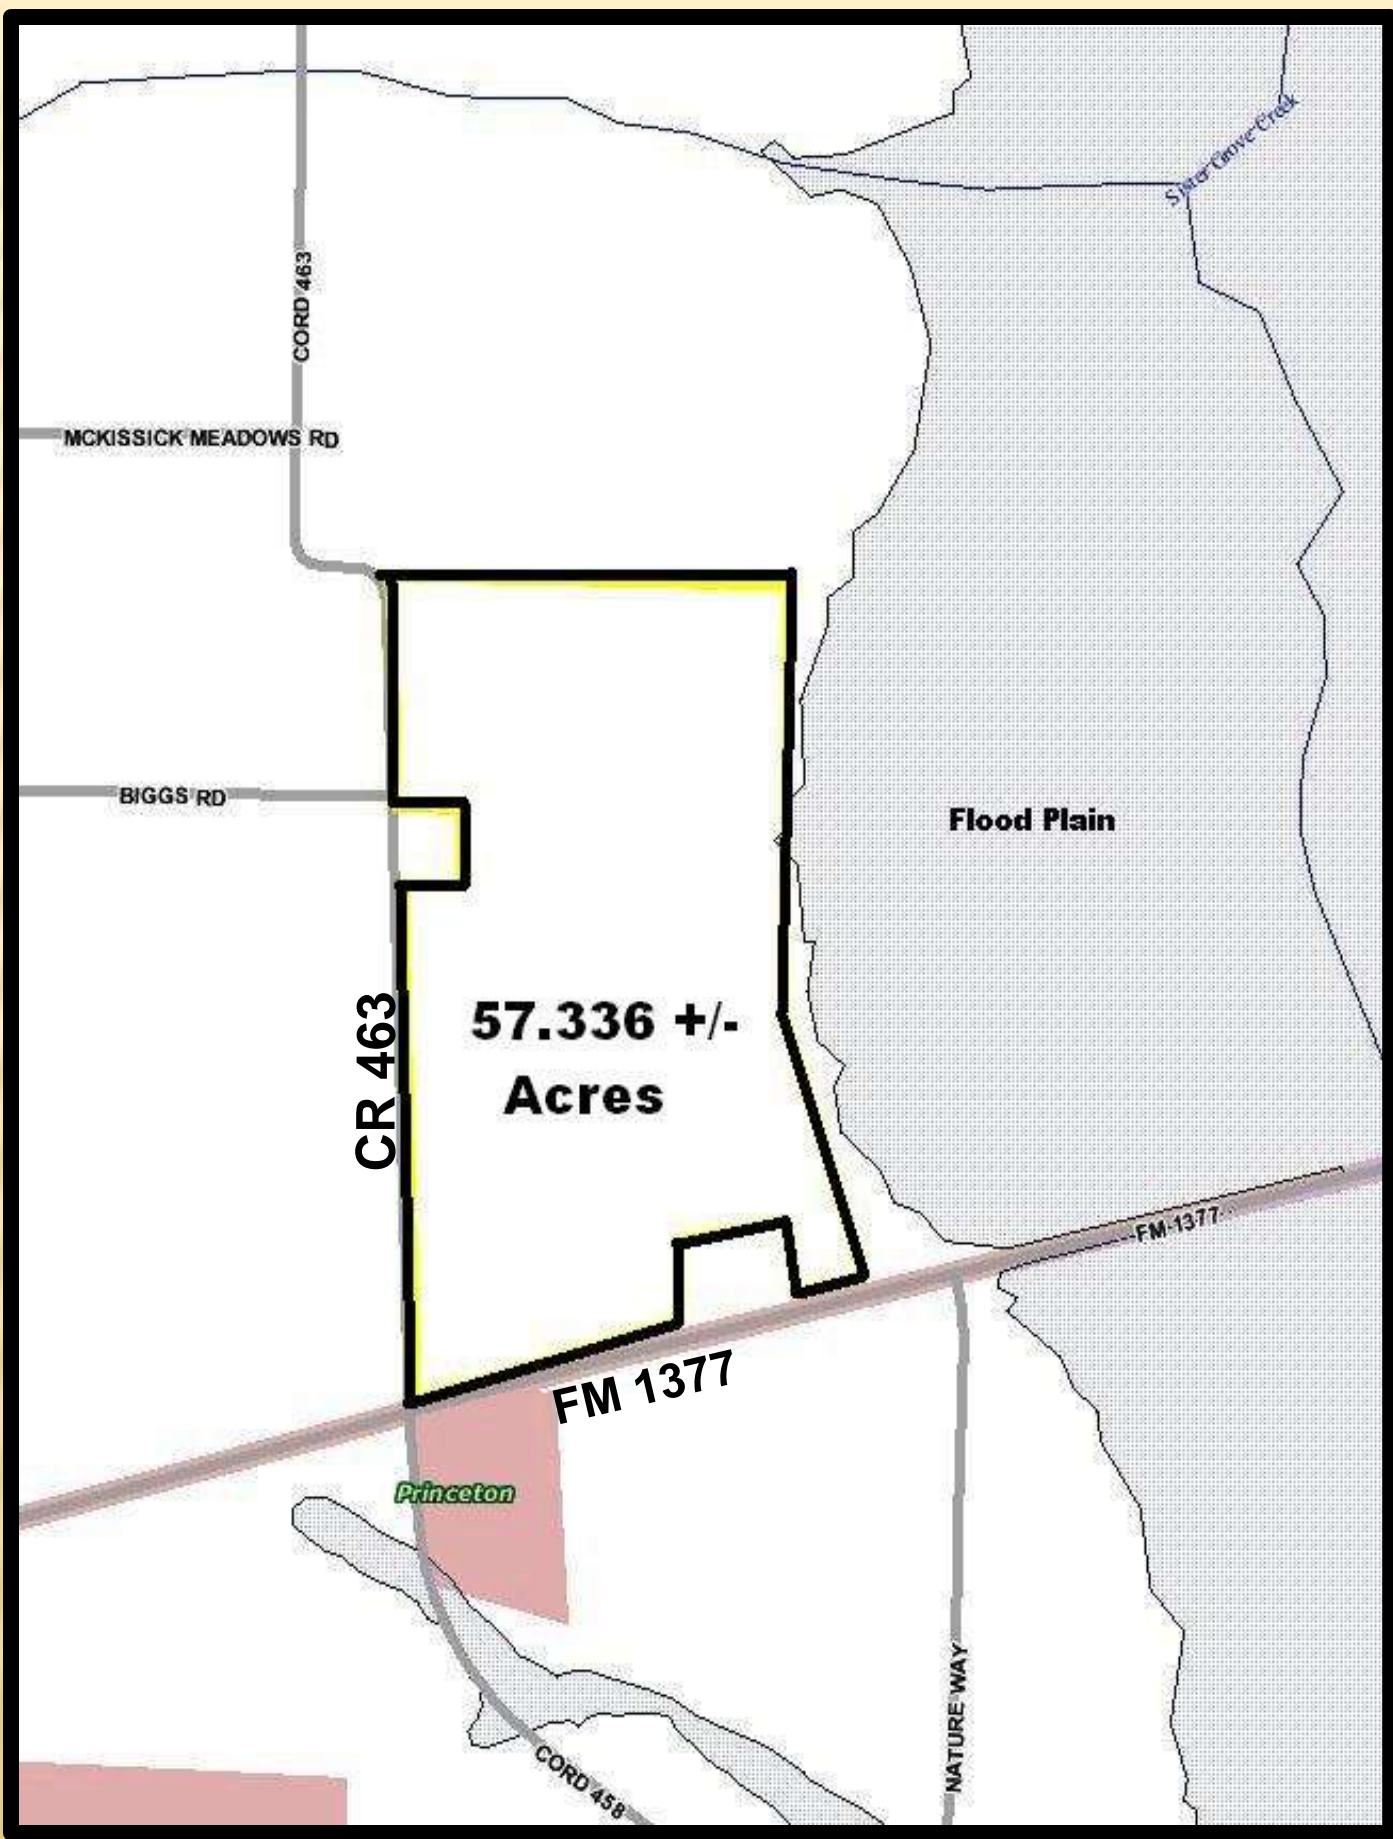 Sister Grove Creek
CORD 463
MCKISSICK MEADOWS RD
BIGGS RD
Flood Plain
57.336 +/-
Acres
CR 463
FM 1377
FM 1377
Princeton
NATURE WAY
CORD 458